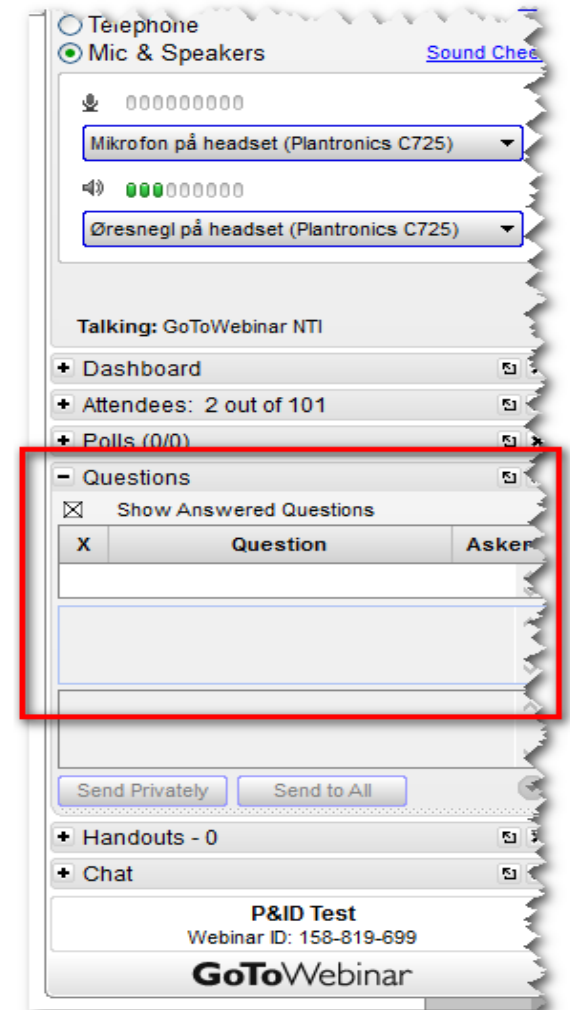 Telephone
Mic & Speakers Sound Chec
Mikrofon på headset (Plantronics C725)
Øresnegl på headset (Plantronics C725)
Talking: GoToWebinar NTI
Dashboard
Attendees: 2 out of 101
Polls (0/0)
Questions
Show Answered Questions
X Question Asker
Send Privately Send to All
Handouts - 0
Chat
P&ID Test
Webinar ID: 158-819-699
GoToWebinar